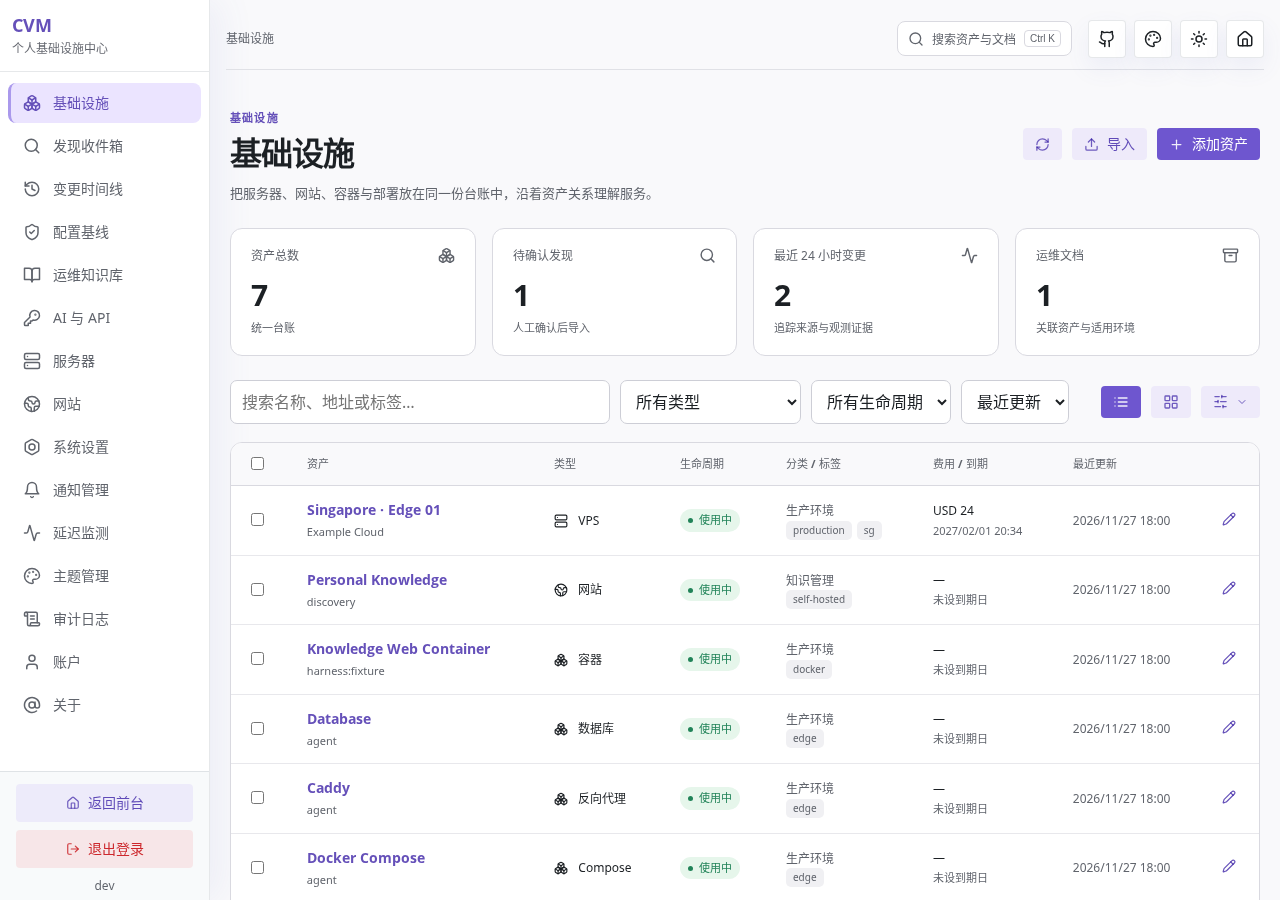 CVM
个人基础设施中心
基础设施
发现收件箱
变更时间线
配置基线
运维知识库
AI 与 API
服务器
网站
系统设置
通知管理
延迟监测
主题管理
审计日志
账户
关于
返回前台
退出登录
dev
基础设施
搜索资产与文档 Ctrl K
基础设施
基础设施
把服务器、网站、容器与部署放在同一份台账中，沿着资产关系理解服务。
导入
添加资产
资产总数
7
统一台账
待确认发现
1
人工确认后导入
最近 24 小时变更
2
追踪来源与观测证据
运维文档
1
关联资产与适用环境
搜索名称、地址或标签...
所有类型
所有生命周期
最近更新
资产 类型 生命周期 分类 / 标签 费用 / 到期 最近更新
Singapore · Edge 01 VPS 使用中 生产环境 USD 24 2026/11/27 18:00
Example Cloud production sg 2027/02/01 20:34
Personal Knowledge 网站 使用中 知识管理 — 2026/11/27 18:00
discovery self-hosted 未设到期日
Knowledge Web Container 容器 使用中 生产环境 — 2026/11/27 18:00
harness:fixture docker 未设到期日
Database 数据库 使用中 生产环境 — 2026/11/27 18:00
agent edge 未设到期日
Caddy 反向代理 使用中 生产环境 — 2026/11/27 18:00
agent edge 未设到期日
Docker Compose Compose 使用中 生产环境 — 2026/11/27 18:00
agent edge 未设到期日